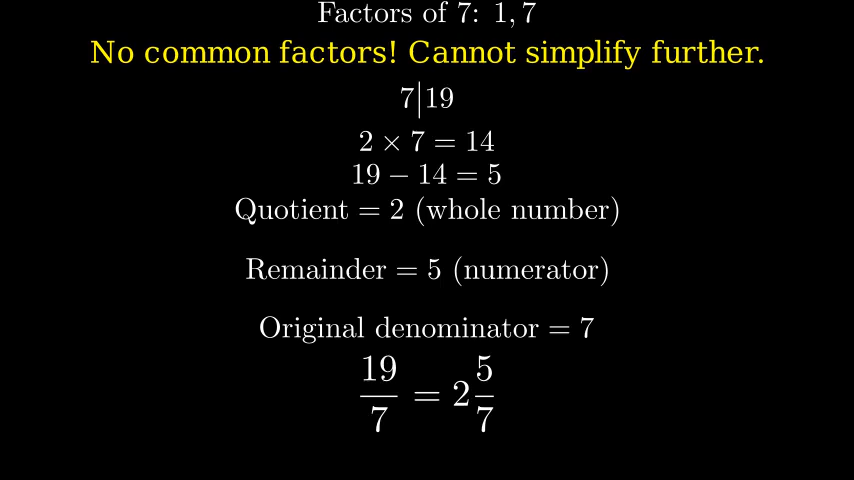 Factors of 7: 1, 7
No common factors! Cannot simplify further.
7|19
2 × 7 = 14
19 − 14 = 5
Quotient = 2 (whole number)
Remainder = 5 (numerator)
Original denominator = 7
19/7 = 2 5/7